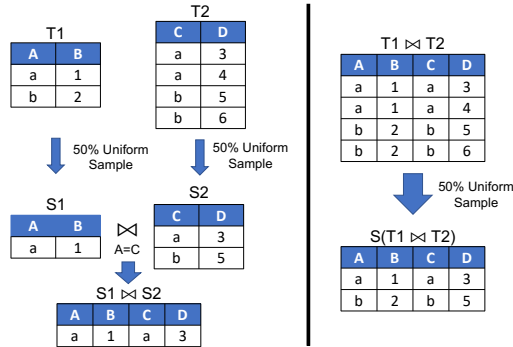 T1
A B
a 1
b 2
T2
C D
a 3
a 4
b 5
b 6
50% Uniform
Sample
50% Uniform
Sample
S1
A B
a 1
⋈
A=C
S2
C D
a 3
b 5
S1 ⋈ S2
A B C D
a 1 a 3
T1 ⋈ T2
A B C D
a 1 a 3
a 1 a 4
b 2 b 5
b 2 b 6
50% Uniform
Sample
S(T1 ⋈ T2)
A B C D
a 1 a 3
b 2 b 5